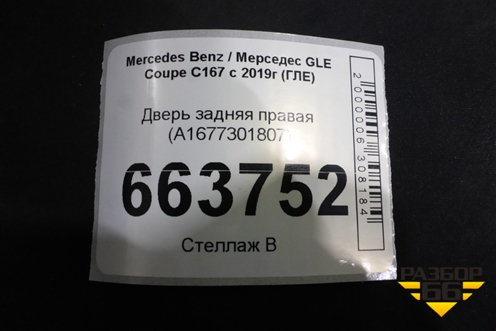 Mercedes Benz / Мерседес GLE
Coupe C167 с 2019г (ГЛЕ)
Дверь задняя правая
(A1677301807)
663752
Стеллаж В
2000006308184
РАЗБОР
66